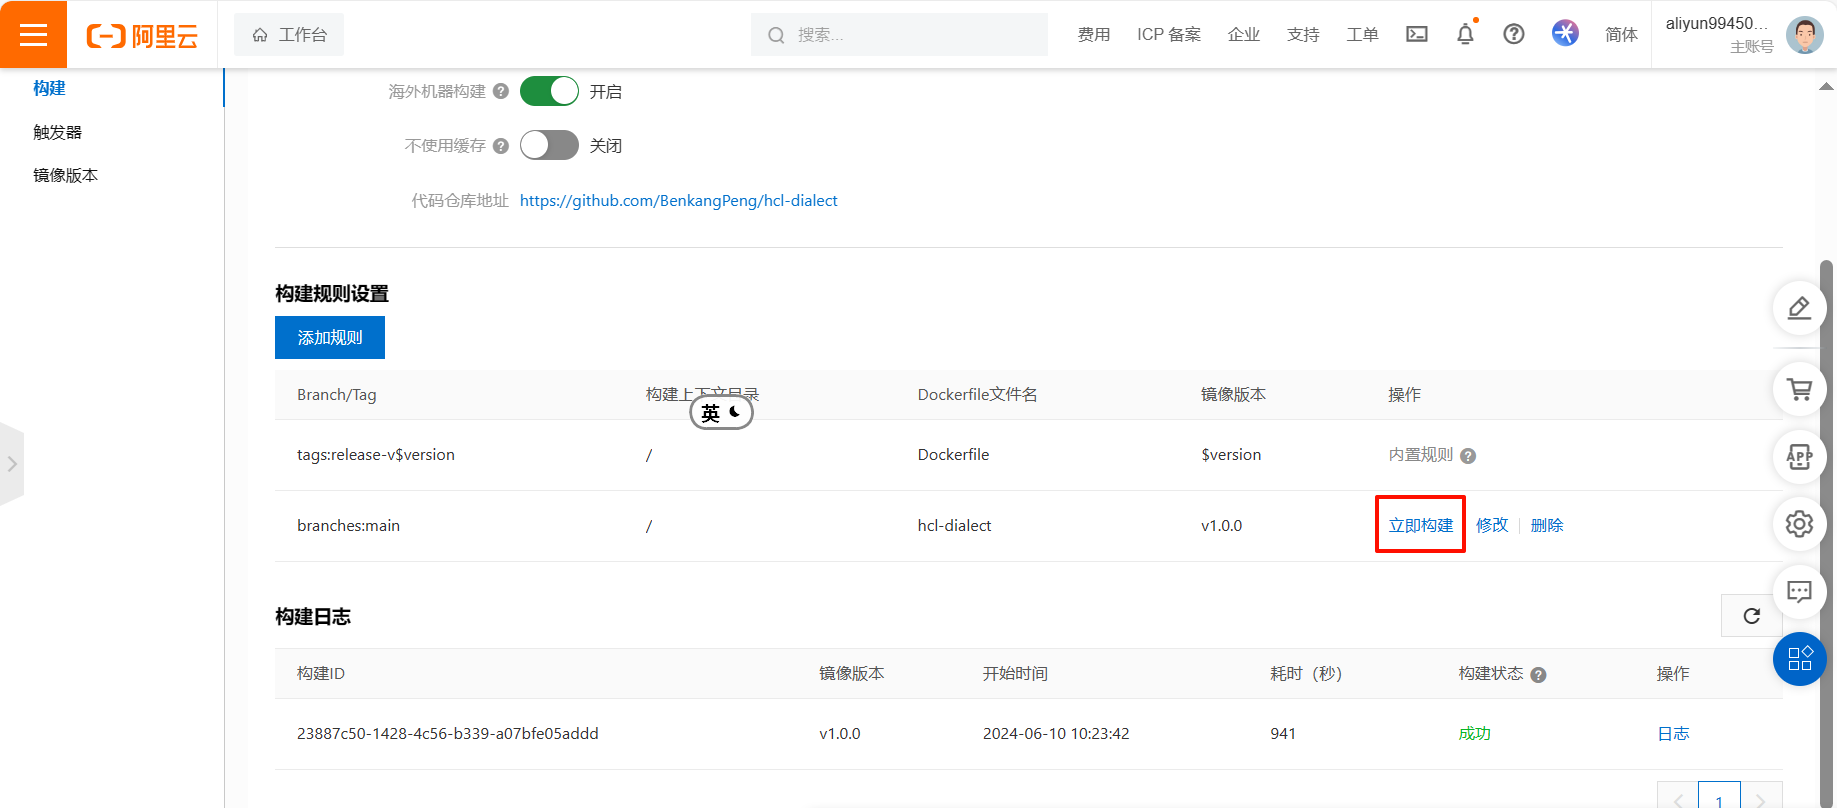 阿里云
工作台
搜索...
费用
ICP 备案
企业
支持
工单
简体
aliyun99450...
主账号
构建
触发器
镜像版本
海外机器构建 ? 开启
不使用缓存 ? 关闭
代码仓库地址 https://github.com/BenkangPeng/hcl-dialect
构建规则设置
添加规则
Branch/Tag 构建上下文目录 Dockerfile文件名 镜像版本 操作
英
tags:release-v$version / Dockerfile $version 内置规则 ?
branches:main / hcl-dialect v1.0.0 立即构建 修改 删除
APP
构建日志
构建ID 镜像版本 开始时间 耗时（秒） 构建状态 ? 操作
23887c50-1428-4c56-b339-a07bfe05addd v1.0.0 2024-06-10 10:23:42 941 成功 日志
1